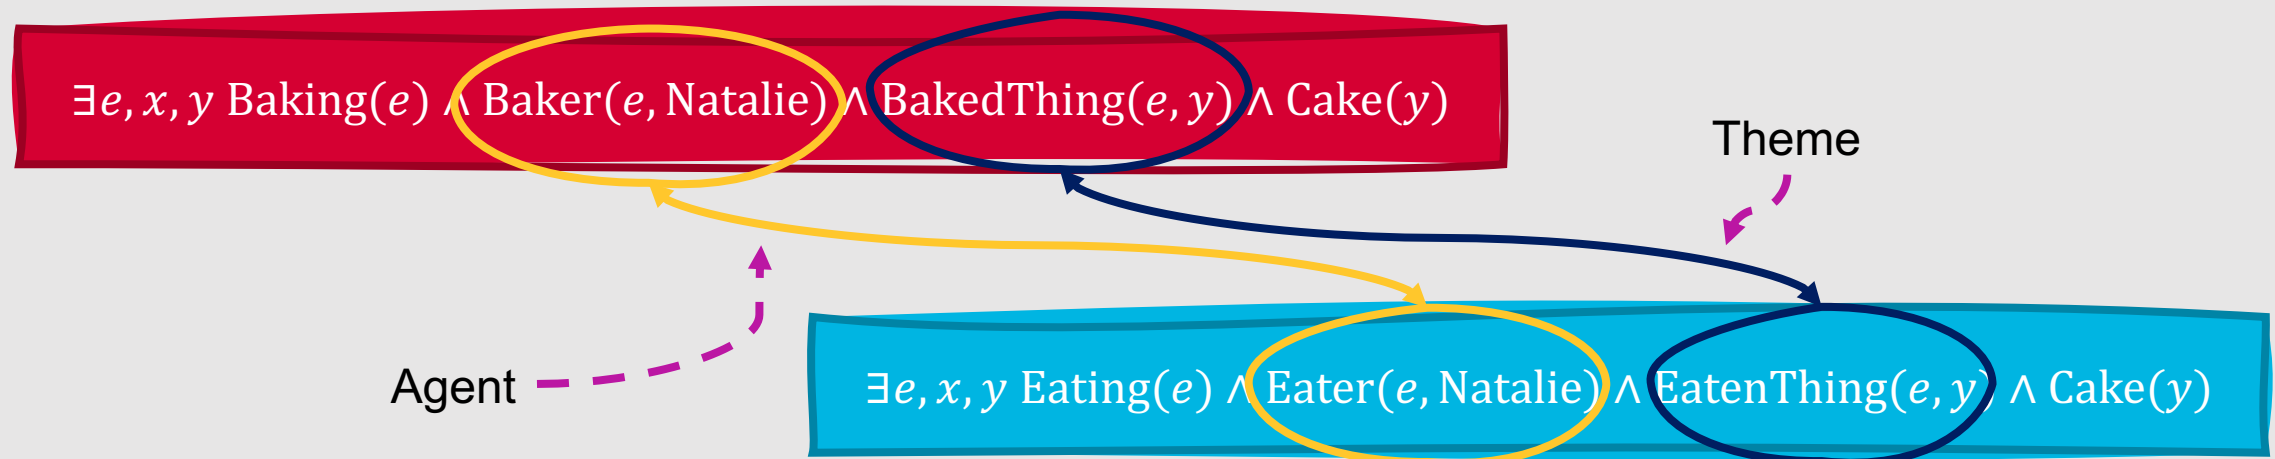 ∃e, x, y Baking(e) ∧ Baker(e, Natalie) ∧ BakedThing(e, y) ∧ Cake(y)
Theme
Agent
∃e, x, y Eating(e) ∧ Eater(e, Natalie) ∧ EatenThing(e, y) ∧ Cake(y)